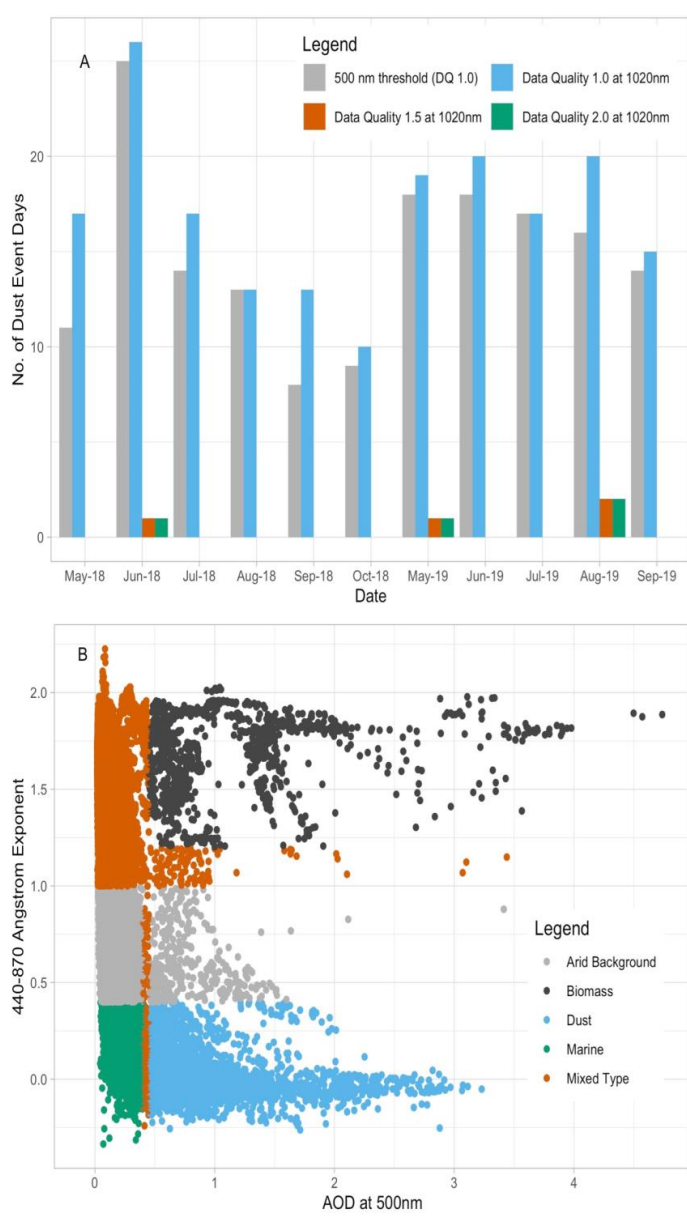 A
Legend
500 nm threshold (DQ 1.0)
Data Quality 1.0 at 1020nm
Data Quality 1.5 at 1020nm
Data Quality 2.0 at 1020nm
No. of Dust Event Days
20
10
0
May-18 Jun-18 Jul-18 Aug-18 Sep-18 Oct-18 May-19 Jun-19 Jul-19 Aug-19 Sep-19
Date
B
440-870 Angstrom Exponent
2.0
1.5
1.0
0.5
0.0
Legend
Arid Background
Biomass
Dust
Marine
Mixed Type
0 1 2 3 4
AOD at 500nm